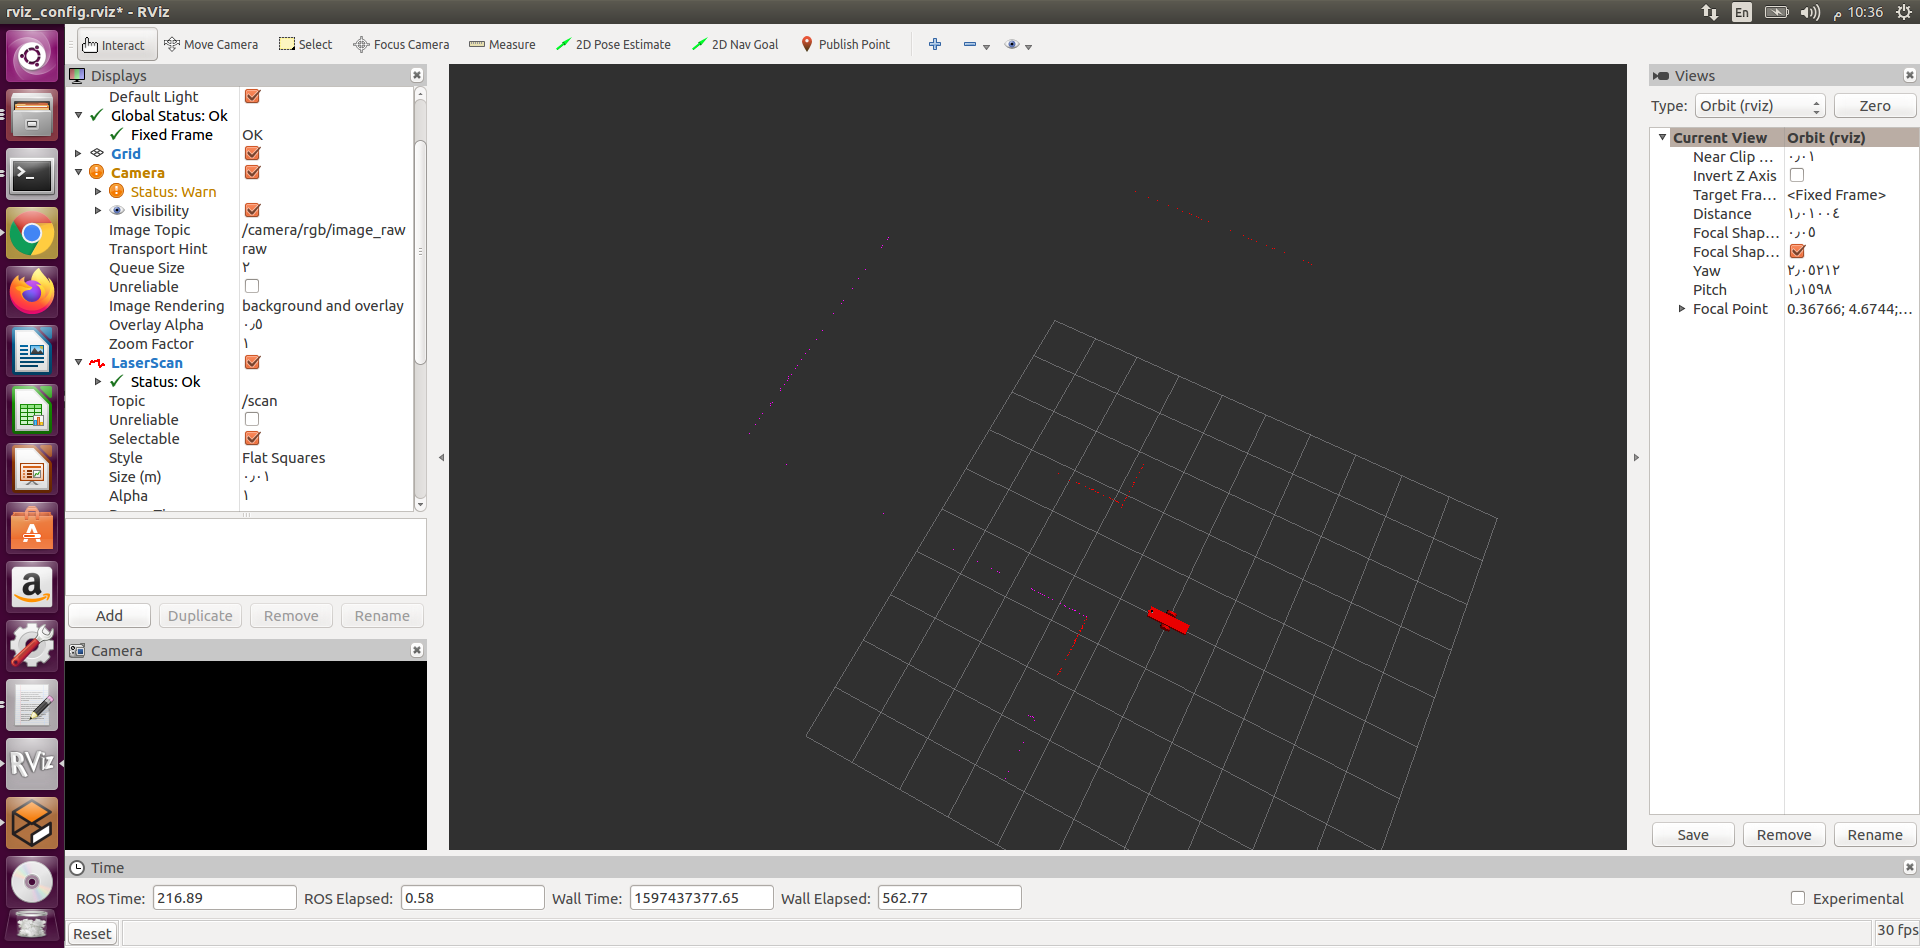 rviz_config.rviz* - RViz
En
م 10:36
Interact
Move Camera
Select
Focus Camera
Measure
2D Pose Estimate
2D Nav Goal
Publish Point
Displays
Default Light
Global Status: Ok
Fixed Frame OK
Grid
Camera
Status: Warn
Visibility
Image Topic /camera/rgb/image_raw
Transport Hint raw
Queue Size ٢
Unreliable
Image Rendering background and overlay
Overlay Alpha ٠٫٥
Zoom Factor ١
LaserScan
Status: Ok
Topic /scan
Unreliable
Selectable
Style Flat Squares
Size (m) ٠٫٠١
Alpha ١
Add
Duplicate
Remove
Rename
Camera
Views
Type: Orbit (rviz) Zero
Current View Orbit (rviz)
Near Clip ... ٠٫٠١
Invert Z Axis
Target Fra... <Fixed Frame>
Distance ١٫٠١٠٠٤
Focal Shap... ٠٫٠٥
Focal Shap...
Yaw ٢٫٠٥٢١٢
Pitch ١٫١٥٩٨
Focal Point 0.36766; 4.6744;...
Save
Remove
Rename
Time
ROS Time: 216.89 ROS Elapsed: 0.58 Wall Time: 1597437377.65 Wall Elapsed: 562.77 Experimental
Reset
30 fps
RViz
a
A